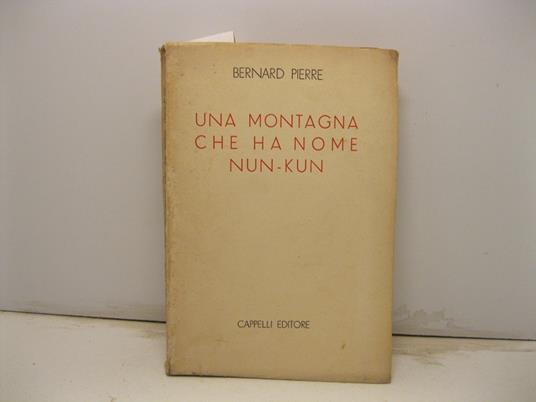 BERNARD PIERRE
UNA MONTAGNA
CHE HA NOME
NUN-KUN
CAPPELLI EDITORE